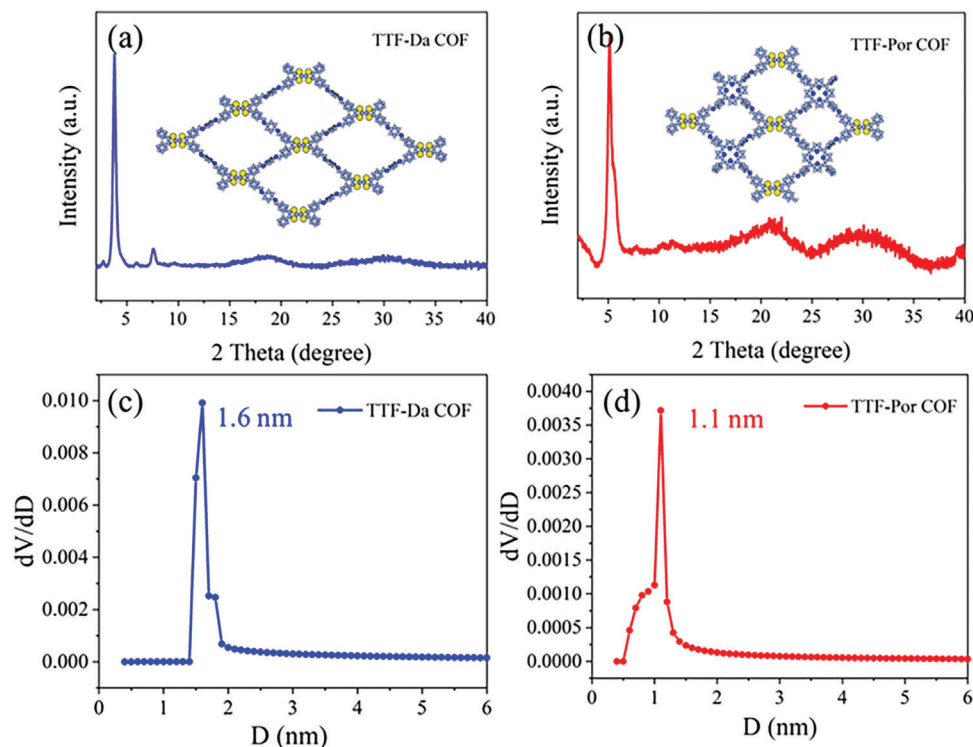 (a)
TTF-Da COF
Intensity (a.u.)
5 10 15 20 25 30 35 40
2 Theta (degree)
(b)
TTF-Por COF
Intensity (a.u.)
5 10 15 20 25 30 35 40
2 Theta (degree)
(c)
1.6 nm
TTF-Da COF
dV/dD
0.010
0.008
0.006
0.004
0.002
0.000
0 1 2 3 4 5 6
D (nm)
(d)
1.1 nm
TTF-Por COF
dV/dD
0.0040
0.0035
0.0030
0.0025
0.0020
0.0015
0.0010
0.0005
0.0000
0 1 2 3 4 5 6
D (nm)